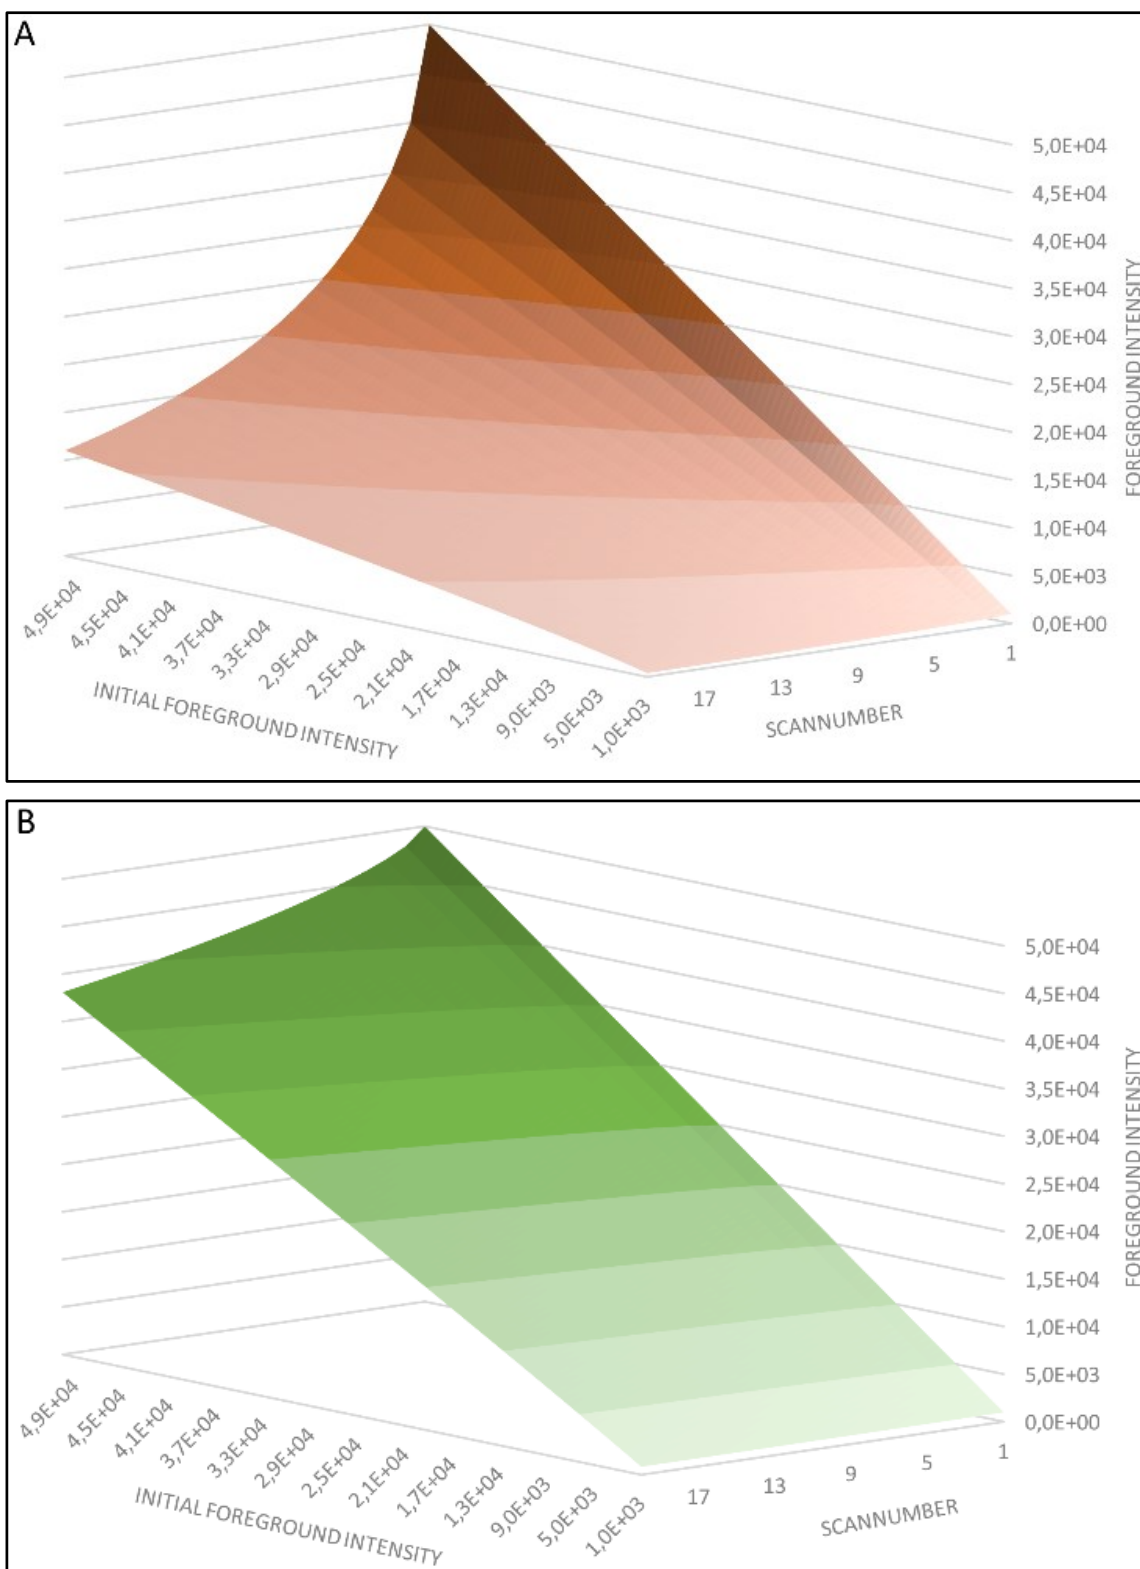 A
5,0E+04
4,5E+04
4,0E+04
3,5E+04
3,0E+04
2,5E+04
2,0E+04
1,5E+04
1,0E+04
5,0E+03
0,0E+00
FOREGROUND INTENSITY
4,9E+04
4,5E+04
4,1E+04
3,7E+04
3,3E+04
2,9E+04
2,5E+04
2,1E+04
1,7E+04
1,3E+04
9,0E+03
5,0E+03
1,0E+03
INITIAL FOREGROUND INTENSITY
17
13
9
5
1
SCANNUMBER
B
5,0E+04
4,5E+04
4,0E+04
3,5E+04
3,0E+04
2,5E+04
2,0E+04
1,5E+04
1,0E+04
5,0E+03
0,0E+00
FOREGROUND INTENSITY
4,9E+04
4,5E+04
4,1E+04
3,7E+04
3,3E+04
2,9E+04
2,5E+04
2,1E+04
1,7E+04
1,3E+04
9,0E+03
5,0E+03
1,0E+03
INITIAL FOREGROUND INTENSITY
17
13
9
5
1
SCANNUMBER